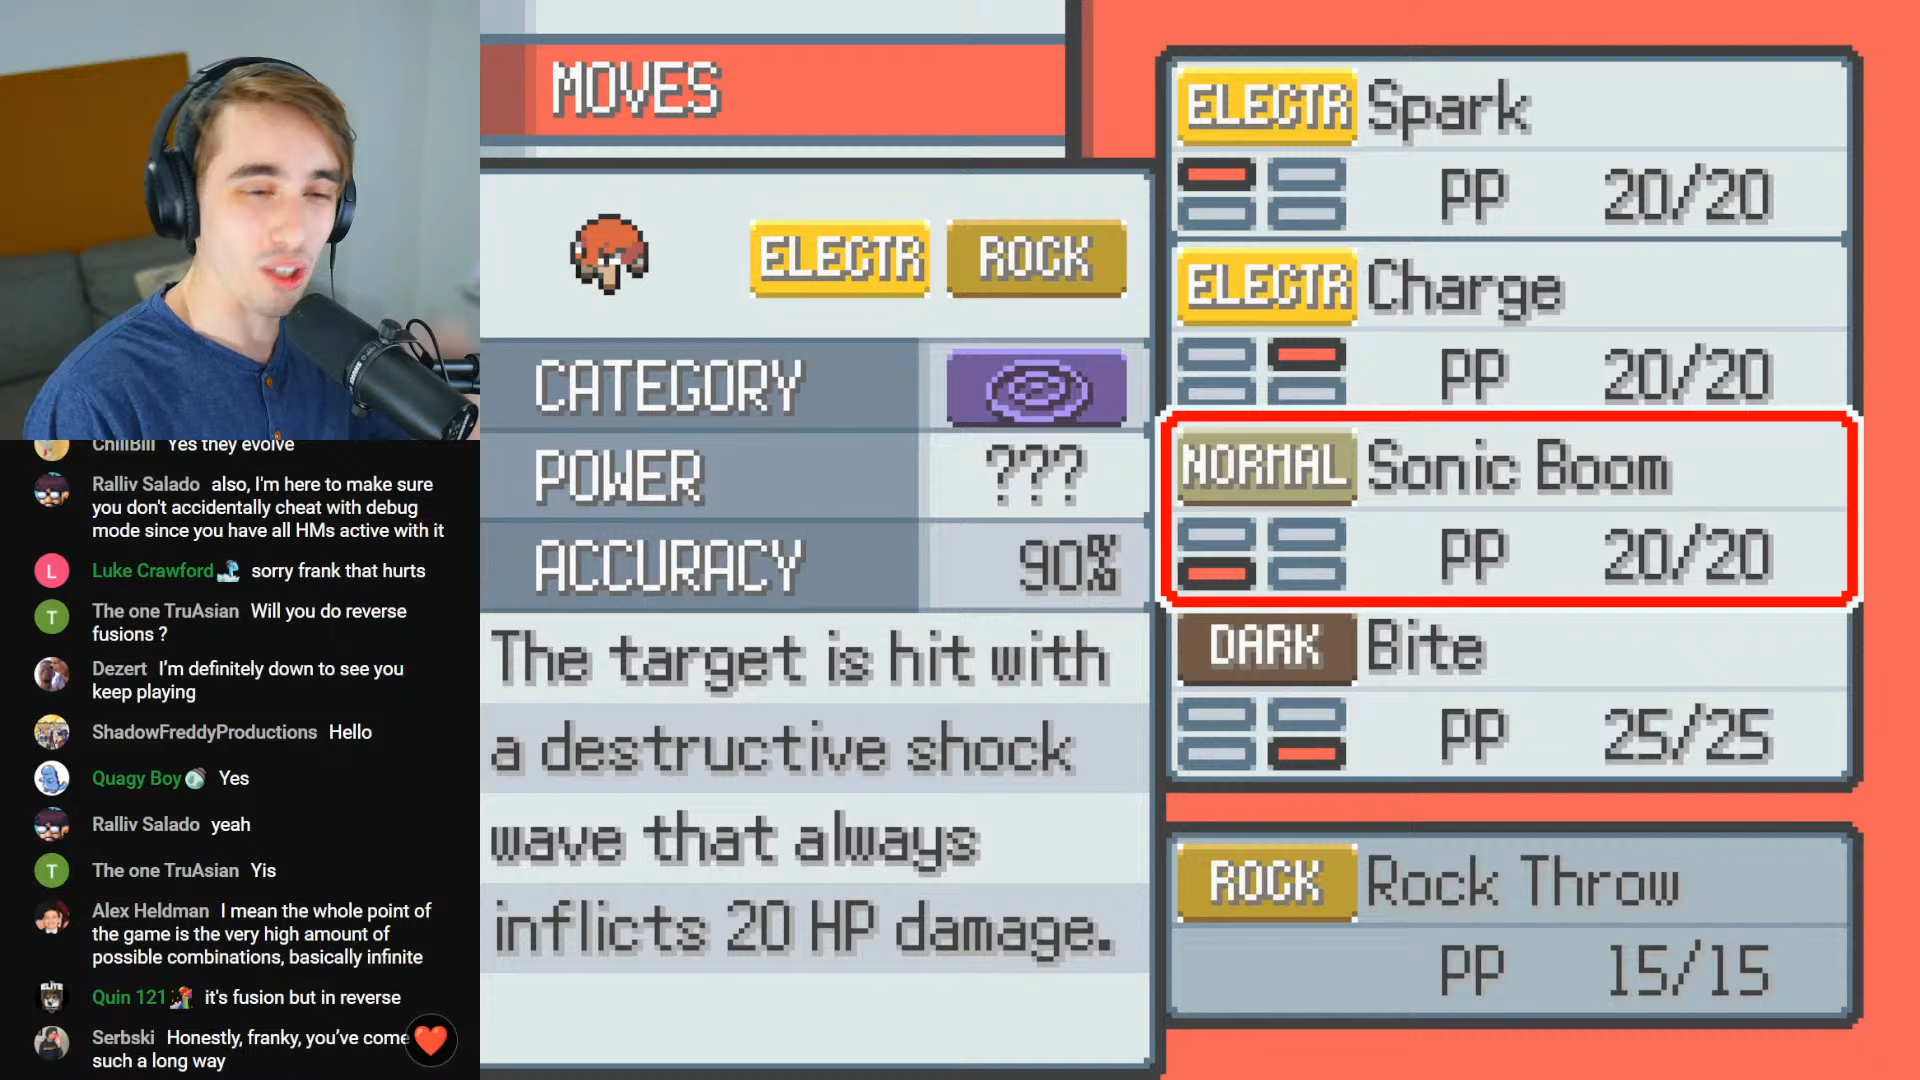 MOVES
ELECTR ROCK
CATEGORY
POWER ???
ACCURACY 90%
The target is hit with
a destructive shock
wave that always
inflicts 20 HP damage.
ELECTR Spark
PP 20/20
ELECTR Charge
PP 20/20
NORMAL Sonic Boom
PP 20/20
DARK Bite
PP 25/25
ROCK Rock Throw
PP 15/15
ChillBill Yes they evolve
Ralliv Salado also, I'm here to make sure
you don't accidentally cheat with debug
mode since you have all HMs active with it
L Luke Crawford sorry frank that hurts
T The one TruAsian Will you do reverse
fusions ?
Dezert I'm definitely down to see you
keep playing
ShadowFreddyProductions Hello
Quagy Boy Yes
Ralliv Salado yeah
T The one TruAsian Yis
Alex Heldman I mean the whole point of
the game is the very high amount of
possible combinations, basically infinite
Quin 121 it's fusion but in reverse
Serbski Honestly, franky, you've come
such a long way